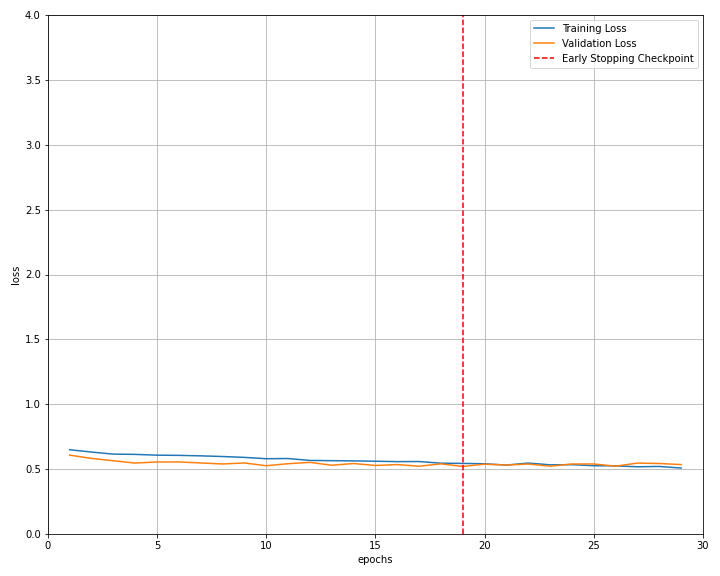 4.0
3.5
3.0
2.5
2.0
1.5
1.0
0.5
0.0
loss
Training Loss
Validation Loss
Early Stopping Checkpoint
0 5 10 15 20 25 30
epochs